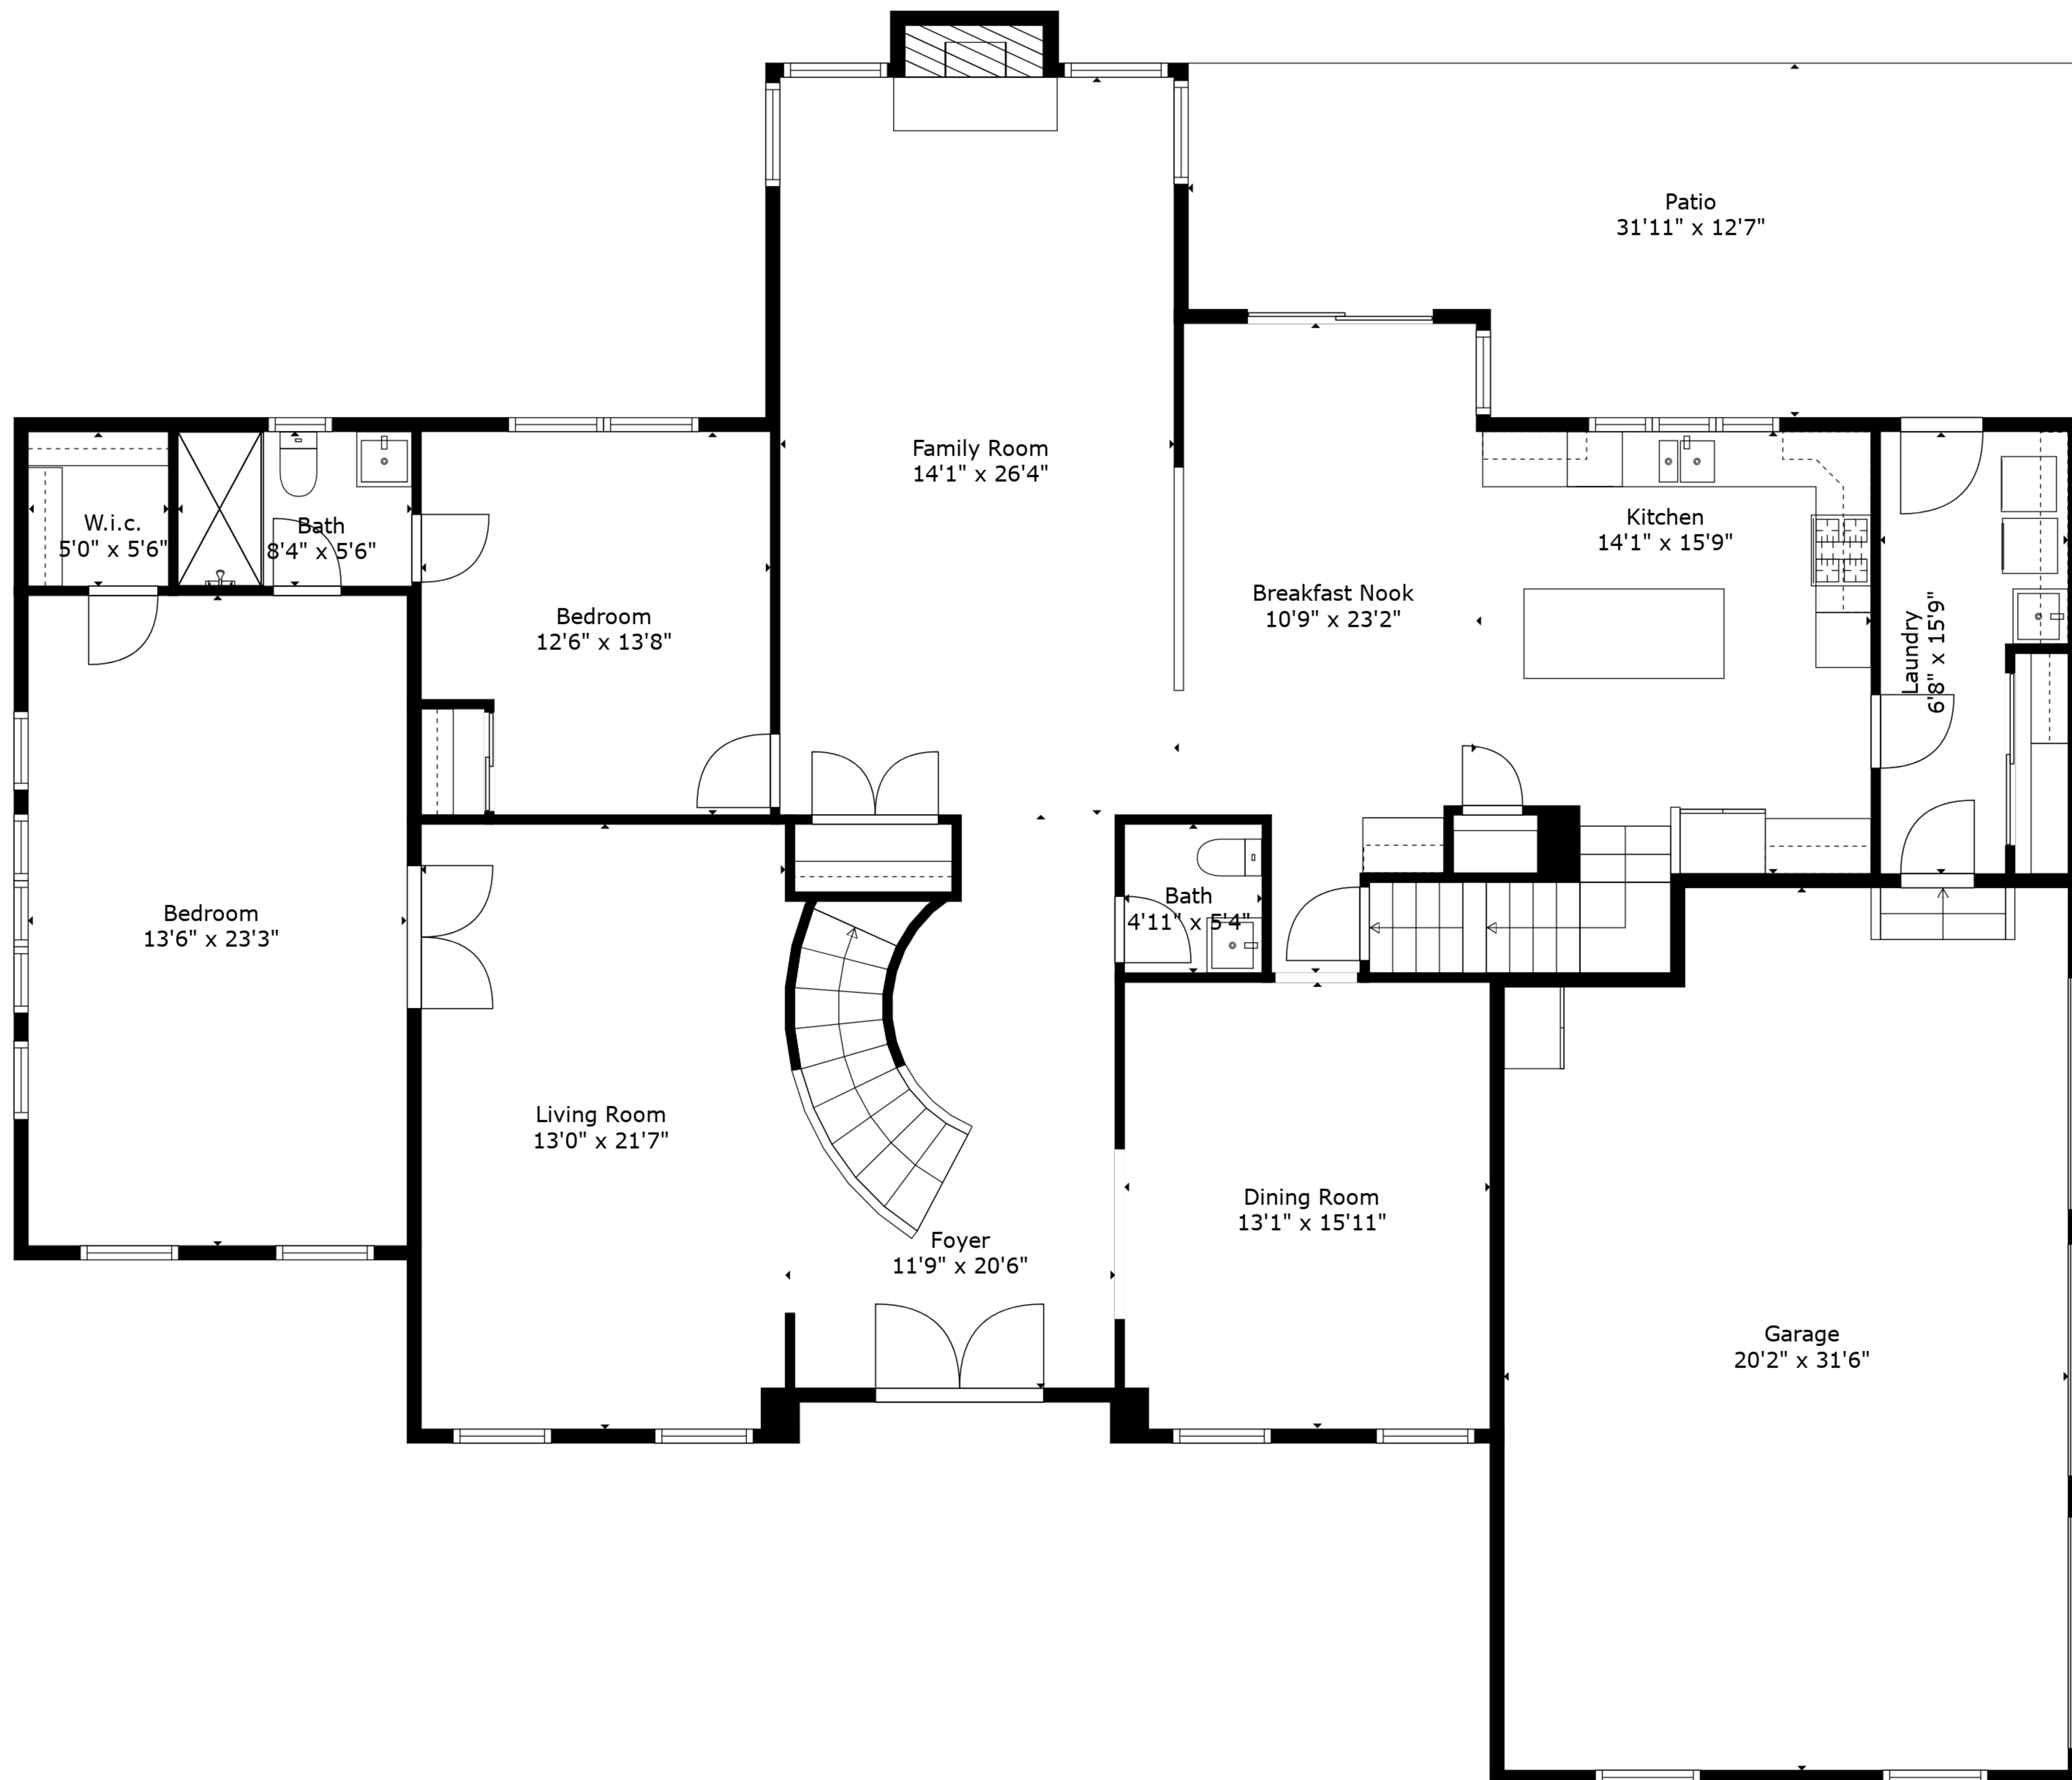 Patio
31'11" x 12'7"
Family Room
14'1" x 26'4"
W.i.c.
5'0" x 5'6"
Bath
8'4" x 5'6"
Kitchen
14'1" x 15'9"
Bedroom
12'6" x 13'8"
Breakfast Nook
10'9" x 23'2"
Laundry
6'8" x 15'9"
Bedroom
13'6" x 23'3"
Bath
4'11" x 5'4"
Living Room
13'0" x 21'7"
Dining Room
13'1" x 15'11"
Foyer
11'9" x 20'6"
Garage
20'2" x 31'6"